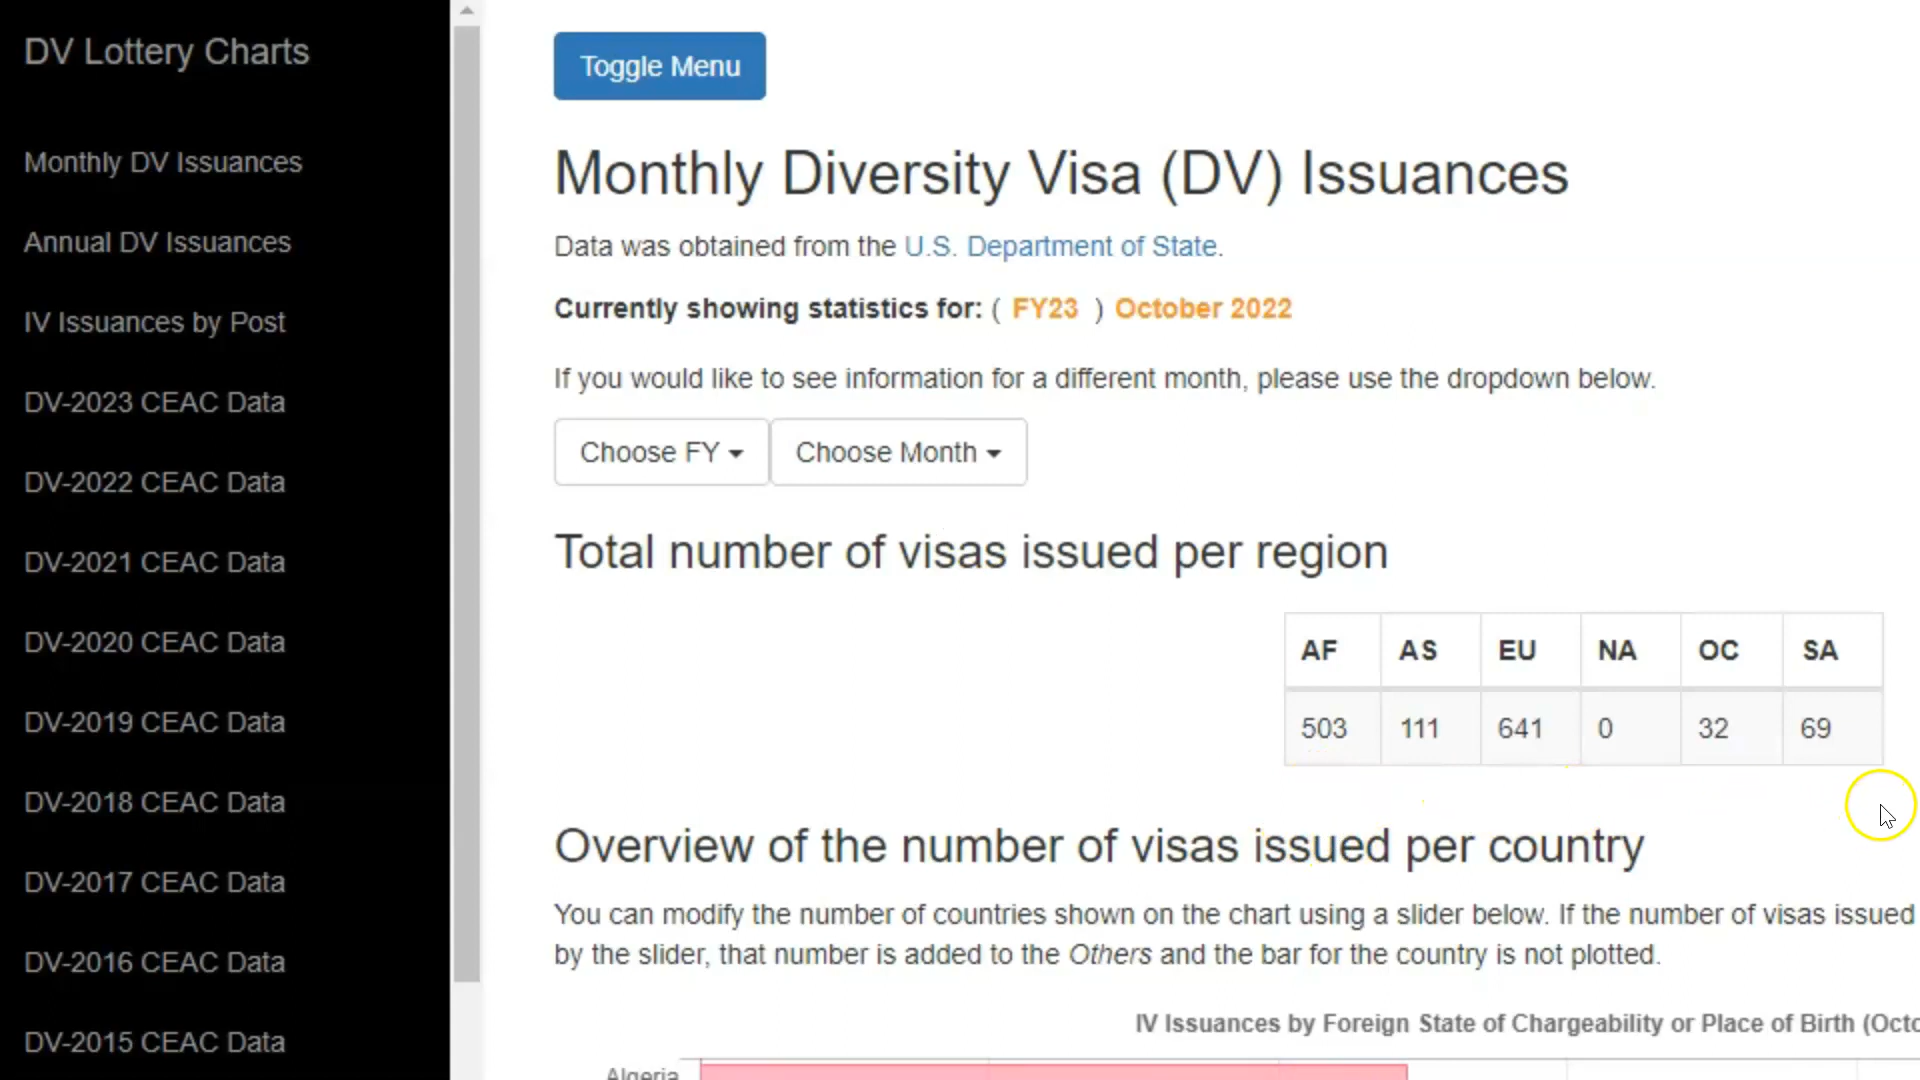 DV Lottery Charts
Monthly DV Issuances
Annual DV Issuances
IV Issuances by Post
DV-2023 CEAC Data
DV-2022 CEAC Data
DV-2021 CEAC Data
DV-2020 CEAC Data
DV-2019 CEAC Data
DV-2018 CEAC Data
DV-2017 CEAC Data
DV-2016 CEAC Data
DV-2015 CEAC Data
Toggle Menu
Monthly Diversity Visa (DV) Issuances
Data was obtained from the U.S. Department of State.
Currently showing statistics for: ( FY23 ) October 2022
If you would like to see information for a different month, please use the dropdown below.
Choose FY Choose Month
Total number of visas issued per region
AF AS EU NA OC SA
503 111 641 0 32 69
Overview of the number of visas issued per country
You can modify the number of countries shown on the chart using a slider below. If the number of visas issued
by the slider, that number is added to the Others and the bar for the country is not plotted.
IV Issuances by Foreign State of Chargeability or Place of Birth (Octo
Algeria